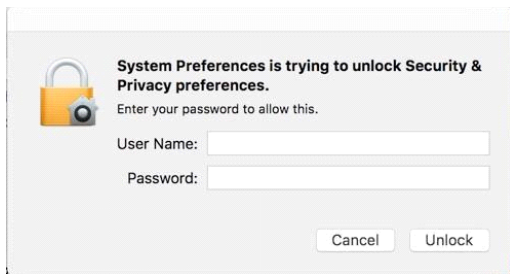 System Preferences is trying to unlock Security &
Privacy preferences.
Enter your password to allow this.
User Name:
Password:
Cancel Unlock